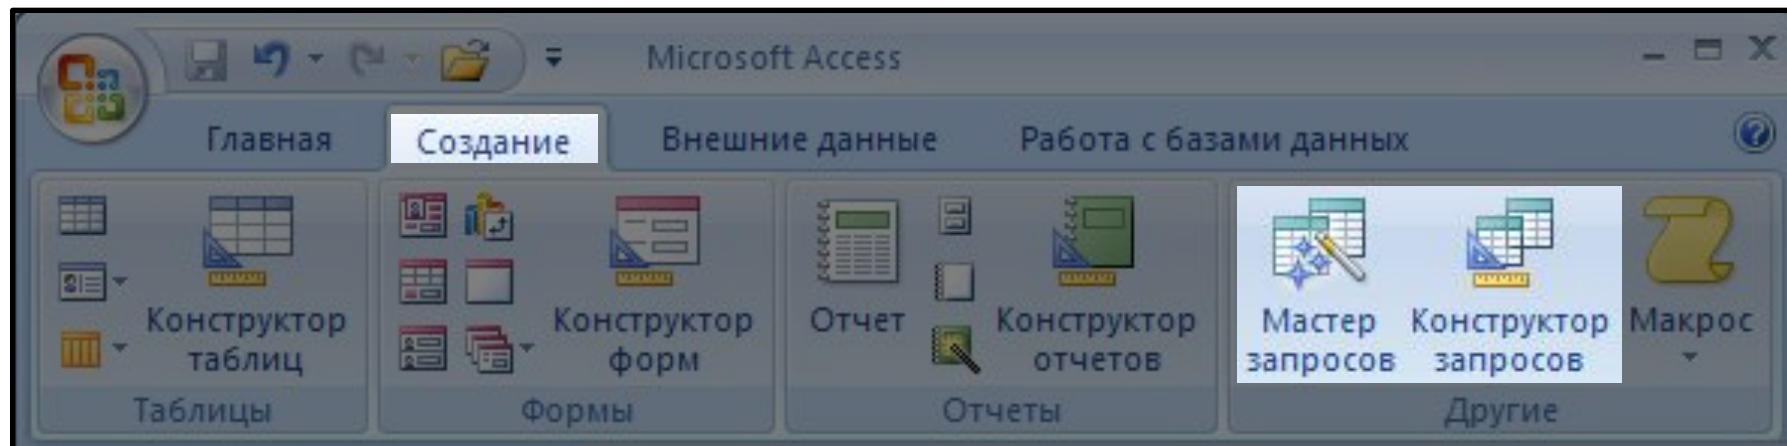 Microsoft Access
Главная Создание Внешние данные Работа с базами данных
Конструктор таблиц
Конструктор форм
Отчет
Конструктор отчетов
Мастер запросов
Конструктор запросов
Макрос
Таблицы Формы Отчеты Другие